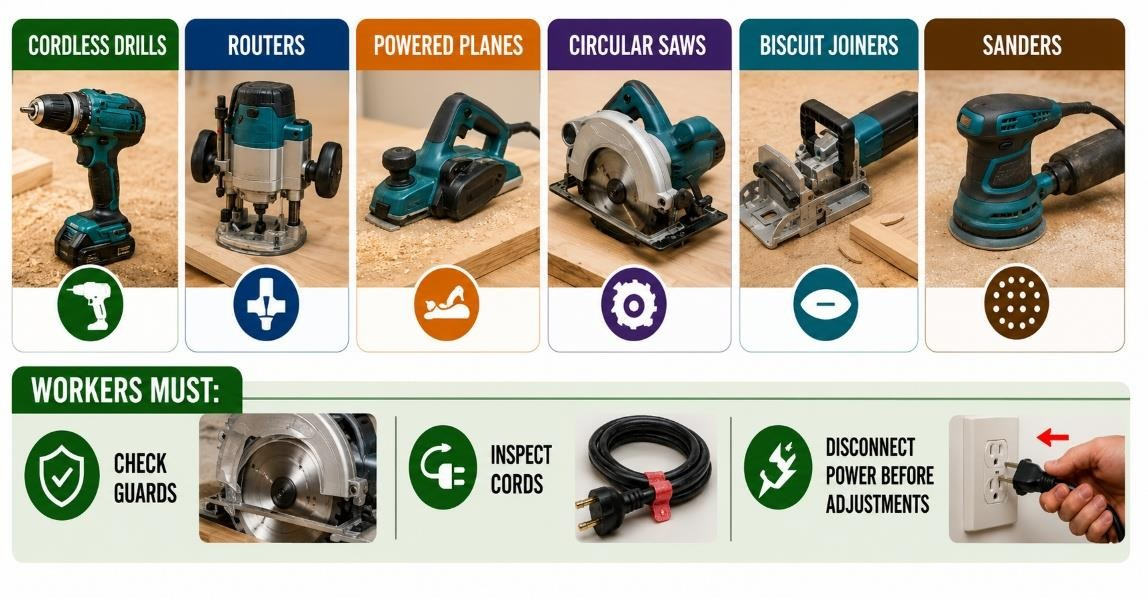 CORDLESS DRILLS
ROUTERS
POWERED PLANES
CIRCULAR SAWS
BISCUIT JOINERS
SANDERS
WORKERS MUST:
CHECK
GUARDS
INSPECT
CORDS
DISCONNECT
POWER BEFORE
ADJUSTMENTS